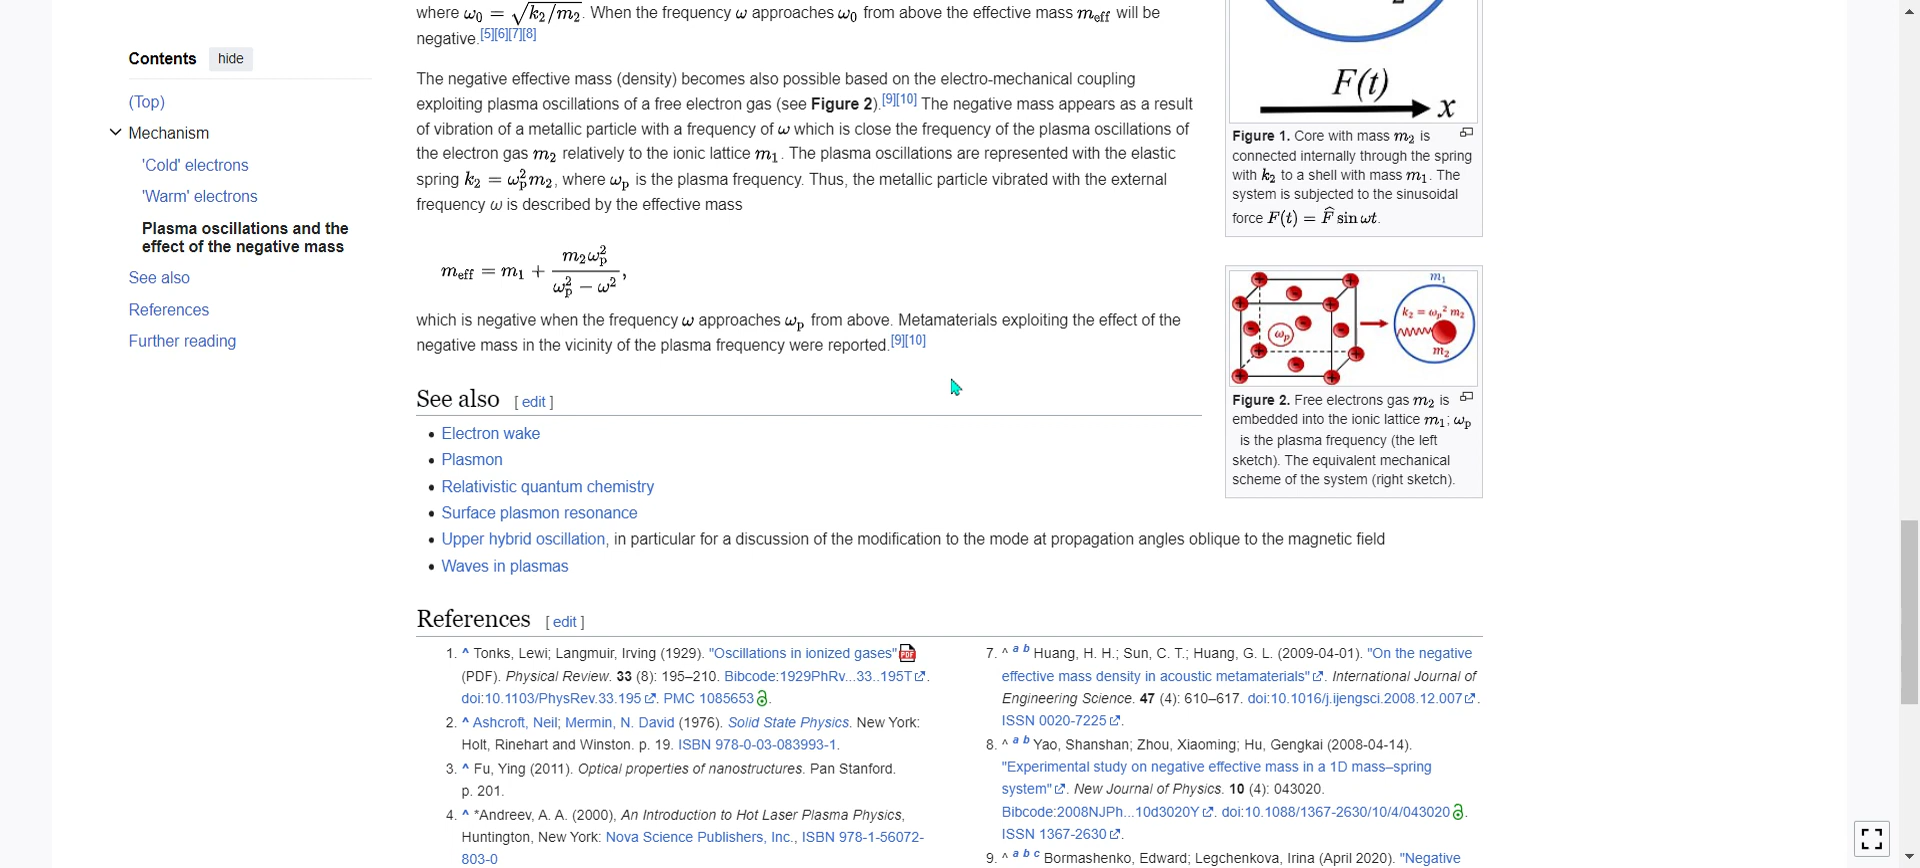 Contents hide
(Top)
Mechanism
'Cold' electrons
'Warm' electrons
Plasma oscillations and the
effect of the negative mass
See also
References
Further reading
where ω₀ = √(k₂/m₂). When the frequency ω approaches ω₀ from above the effective mass m_eff will be
negative.[5][6][7][8]
The negative effective mass (density) becomes also possible based on the electro-mechanical coupling
exploiting plasma oscillations of a free electron gas (see Figure 2).[9][10] The negative mass appears as a result
of vibration of a metallic particle with a frequency of ω which is close the frequency of the plasma oscillations of
the electron gas m₂ relatively to the ionic lattice m₁. The plasma oscillations are represented with the elastic
spring k₂ = ω_p²m₂, where ω_p is the plasma frequency. Thus, the metallic particle vibrated with the external
frequency ω is described by the effective mass
m_eff = m₁ + m₂ω_p² / (ω_p² − ω²),
which is negative when the frequency ω approaches ω_p from above. Metamaterials exploiting the effect of the
negative mass in the vicinity of the plasma frequency were reported.[9][10]
F(t)
x
Figure 1. Core with mass m₂ is
connected internally through the spring
with k₂ to a shell with mass m₁. The
system is subjected to the sinusoidal
force F(t) = F̂ sin ωt.
m₁
k₂ = ω_p² m₂
ω_p
m₂
Figure 2. Free electrons gas m₂ is
embedded into the ionic lattice m₁; ω_p
is the plasma frequency (the left
sketch). The equivalent mechanical
scheme of the system (right sketch).
See also [ edit ]
• Electron wake
• Plasmon
• Relativistic quantum chemistry
• Surface plasmon resonance
• Upper hybrid oscillation, in particular for a discussion of the modification to the mode at propagation angles oblique to the magnetic field
• Waves in plasmas
References [ edit ]
1. ^ Tonks, Lewi; Langmuir, Irving (1929). "Oscillations in ionized gases"
(PDF). Physical Review. 33 (8): 195–210. Bibcode:1929PhRv...33..195T.
doi:10.1103/PhysRev.33.195. PMC 1085653.
2. ^ Ashcroft, Neil; Mermin, N. David (1976). Solid State Physics. New York:
Holt, Rinehart and Winston. p. 19. ISBN 978-0-03-083993-1.
3. ^ Fu, Ying (2011). Optical properties of nanostructures. Pan Stanford.
p. 201.
4. ^ *Andreev, A. A. (2000), An Introduction to Hot Laser Plasma Physics,
Huntington, New York: Nova Science Publishers, Inc., ISBN 978-1-56072-
803-0
7. ^ a b Huang, H. H.; Sun, C. T.; Huang, G. L. (2009-04-01). "On the negative
effective mass density in acoustic metamaterials". International Journal of
Engineering Science. 47 (4): 610–617. doi:10.1016/j.ijengsci.2008.12.007.
ISSN 0020-7225.
8. ^ a b Yao, Shanshan; Zhou, Xiaoming; Hu, Gengkai (2008-04-14).
"Experimental study on negative effective mass in a 1D mass–spring
system". New Journal of Physics. 10 (4): 043020.
Bibcode:2008NJPh...10d3020Y. doi:10.1088/1367-2630/10/4/043020.
ISSN 1367-2630.
9. ^ a b c Bormashenko, Edward; Legchenkova, Irina (April 2020). "Negative